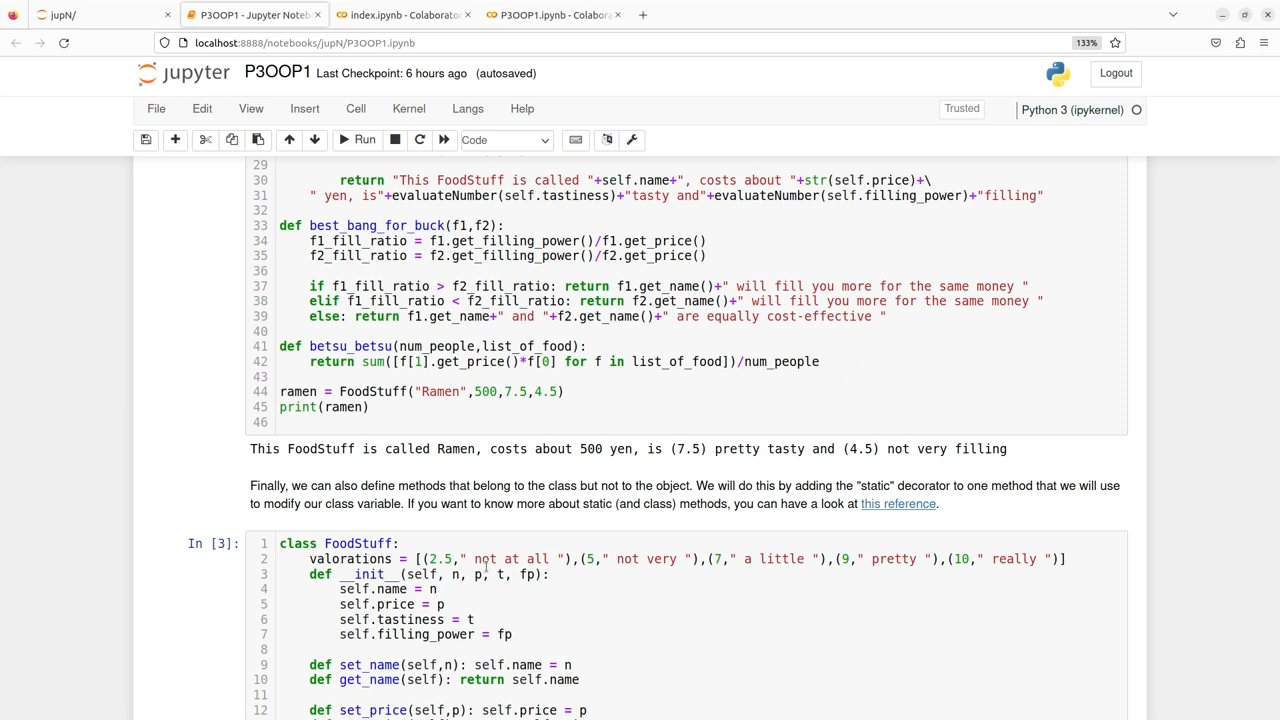 jupN/
P3OOP1 - Jupyter Noteb
index.ipynb - Colaborator
P3OOP1.ipynb - Colabora
localhost:8888/notebooks/jupN/P3OOP1.ipynb
133%
jupyter P3OOP1 Last Checkpoint: 6 hours ago (autosaved)
Logout
File Edit View Insert Cell Kernel Langs Help
Trusted
Python 3 (ipykernel)
Run
Code
29
30 return "This FoodStuff is called "+self.name+", costs about "+str(self.price)+\
31 " yen, is"+evaluateNumber(self.tastiness)+"tasty and"+evaluateNumber(self.filling_power)+"filling"
32
33 def best_bang_for_buck(f1,f2):
34 f1_fill_ratio = f1.get_filling_power()/f1.get_price()
35 f2_fill_ratio = f2.get_filling_power()/f2.get_price()
36
37 if f1_fill_ratio > f2_fill_ratio: return f1.get_name()+" will fill you more for the same money "
38 elif f1_fill_ratio < f2_fill_ratio: return f2.get_name()+" will fill you more for the same money "
39 else: return f1.get_name+" and "+f2.get_name()+" are equally cost-effective "
40
41 def betsu_betsu(num_people,list_of_food):
42 return sum([f[1].get_price()*f[0] for f in list_of_food])/num_people
43
44 ramen = FoodStuff("Ramen",500,7.5,4.5)
45 print(ramen)
46
This FoodStuff is called Ramen, costs about 500 yen, is (7.5) pretty tasty and (4.5) not very filling
Finally, we can also define methods that belong to the class but not to the object. We will do this by adding the "static" decorator to one method that we will use
to modify our class variable. If you want to know more about static (and class) methods, you can have a look at this reference.
In [3]:
1 class FoodStuff:
2 valorations = [(2.5," not at all "),(5," not very "),(7," a little "),(9," pretty "),(10," really ")]
3 def __init__(self, n, p, t, fp):
4 self.name = n
5 self.price = p
6 self.tastiness = t
7 self.filling_power = fp
8
9 def set_name(self,n): self.name = n
10 def get_name(self): return self.name
11
12 def set_price(self,p): self.price = p